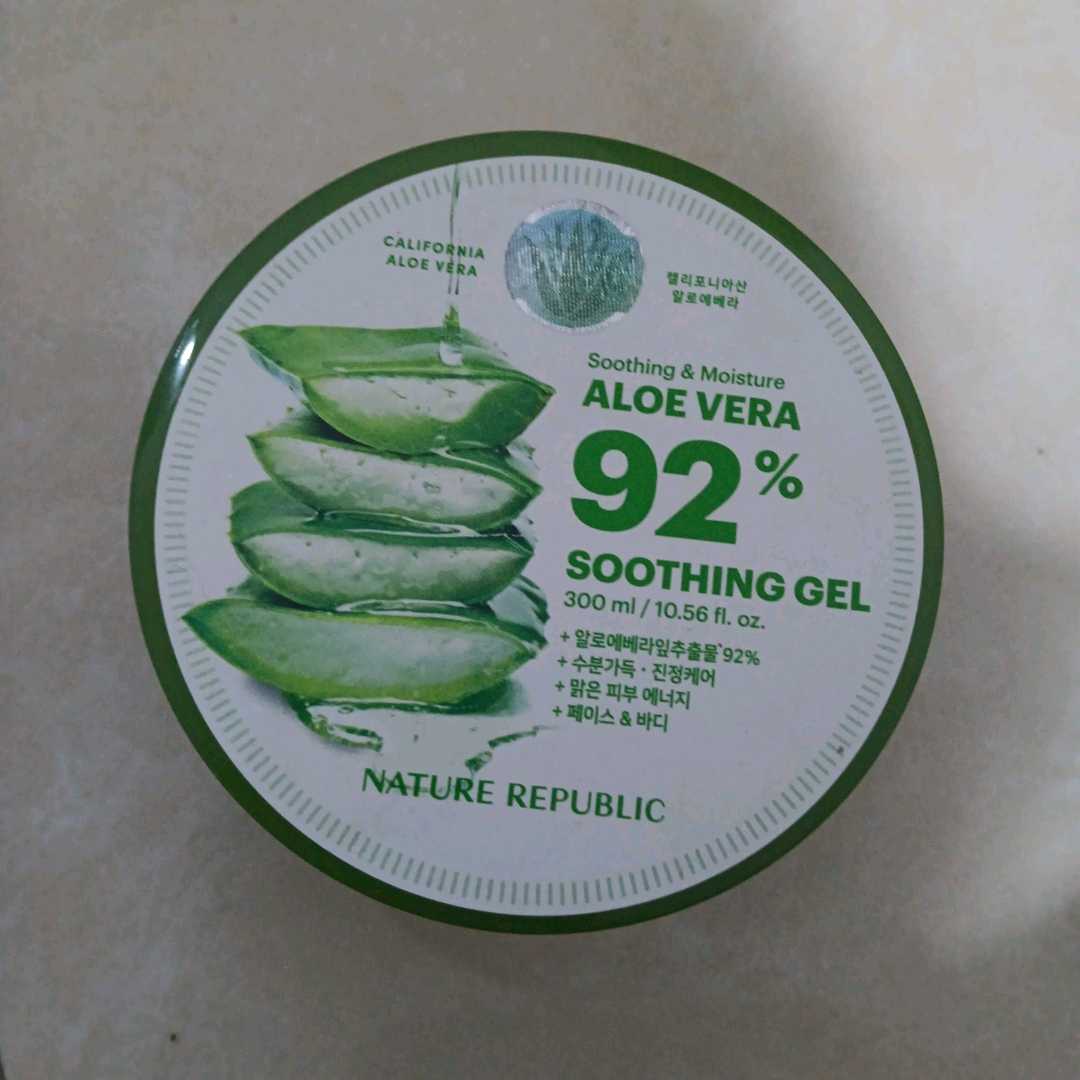 CALIFORNIA
ALOE VERA
캘리포니아산
알로에베라
Soothing & Moisture
ALOE VERA
92%
SOOTHING GEL
300 ml / 10.56 fl. oz.
+ 알로에베라잎추출물*92%
+ 수분가득 · 진정케어
+ 맑은 피부 에너지
+ 페이스 & 바디
NATURE REPUBLIC